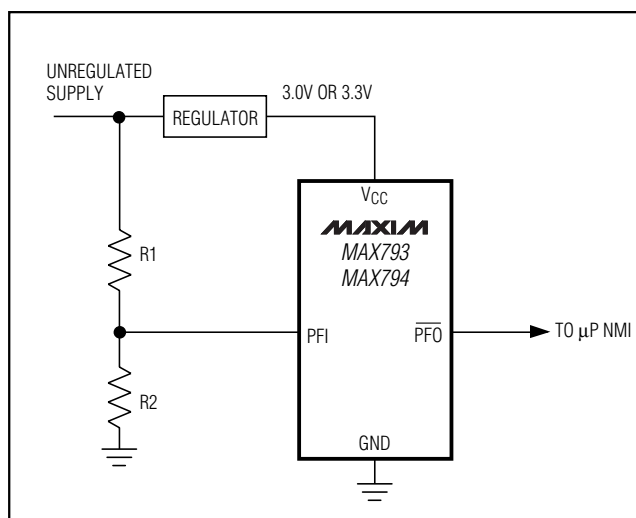 UNREGULATED
SUPPLY
REGULATOR
3.0V OR 3.3V
VCC
MAXIM
MAX793
MAX794
R1
PFI
PFO
TO μP NMI
R2
GND